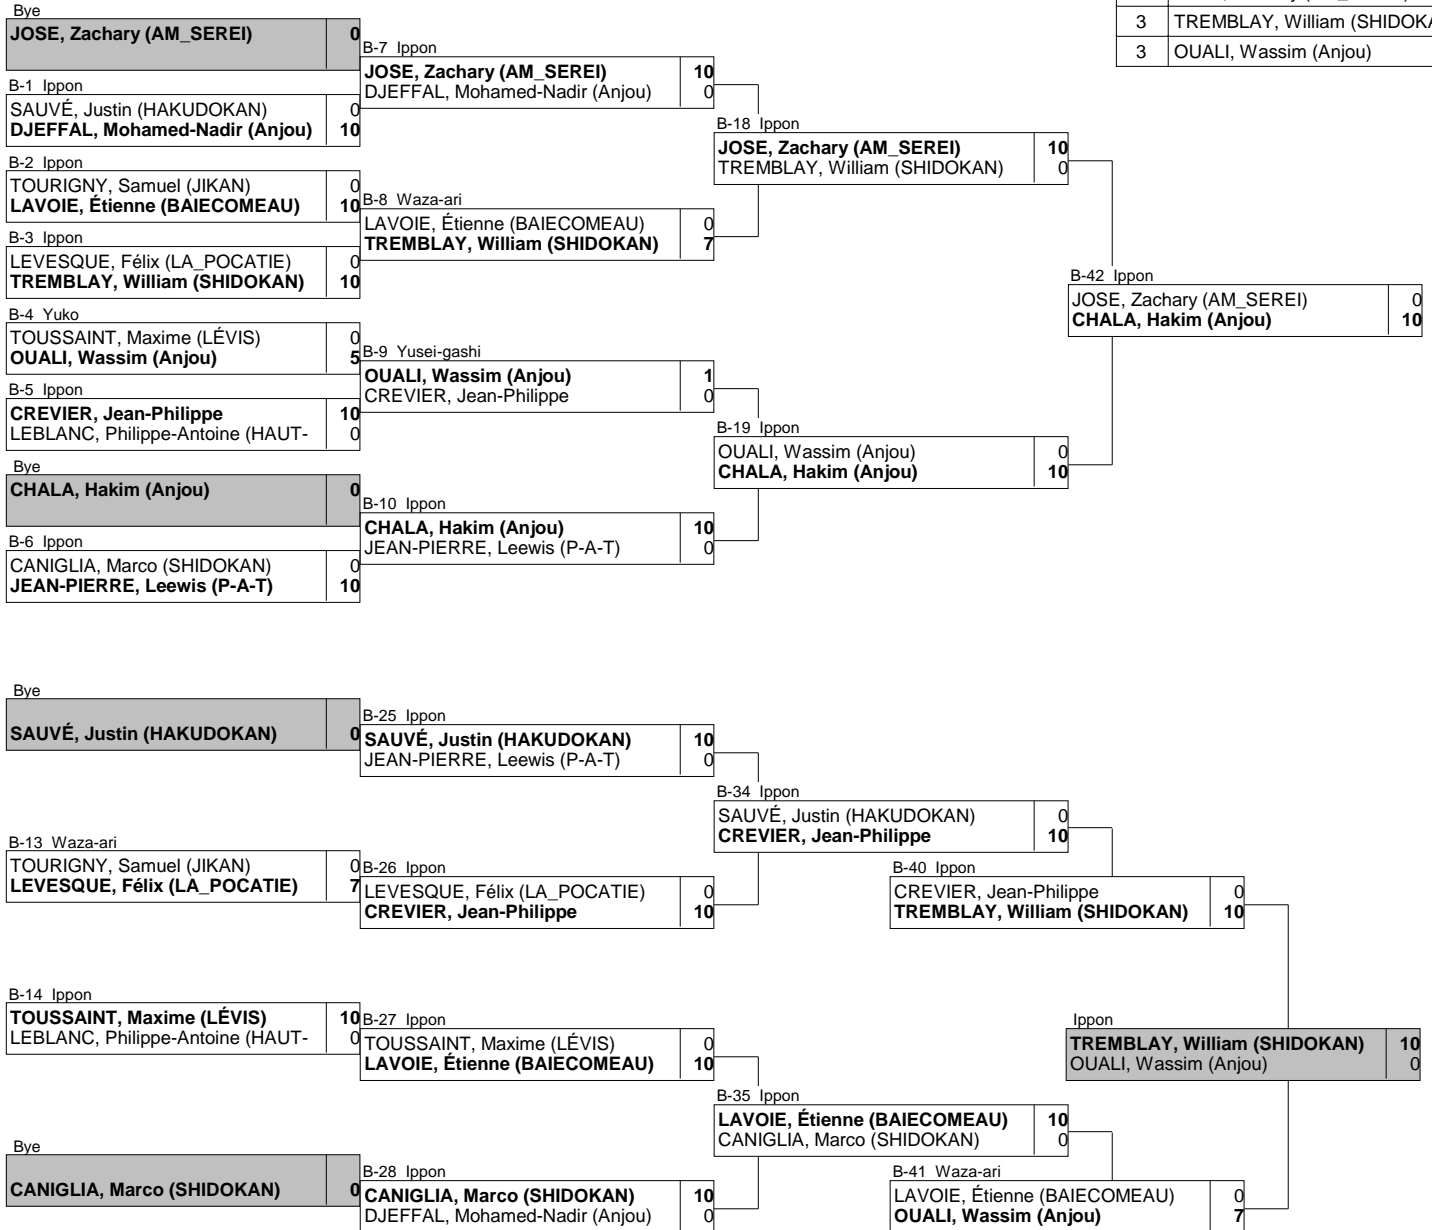 Bye
JOSE, Zachary (AM_SEREI) 0
B-1 Ippon
SAUVÉ, Justin (HAKUDOKAN) 0
DJEFFAL, Mohamed-Nadir (Anjou) 10
B-2 Ippon
TOURIGNY, Samuel (JIKAN) 0
LAVOIE, Étienne (BAIECOMEAU) 10
B-3 Ippon
LEVESQUE, Félix (LA_POCATIE) 0
TREMBLAY, William (SHIDOKAN) 10
B-4 Yuko
TOUSSAINT, Maxime (LÉVIS) 0
OUALI, Wassim (Anjou) 5
B-5 Ippon
CREVIER, Jean-Philippe 10
LEBLANC, Philippe-Antoine (HAUT- 0
Bye
CHALA, Hakim (Anjou) 0
B-6 Ippon
CANIGLIA, Marco (SHIDOKAN) 0
JEAN-PIERRE, Leewis (P-A-T) 10
B-7 Ippon
JOSE, Zachary (AM_SEREI) 10
DJEFFAL, Mohamed-Nadir (Anjou) 0
B-8 Waza-ari
LAVOIE, Étienne (BAIECOMEAU) 0
TREMBLAY, William (SHIDOKAN) 7
B-9 Yusei-gashi
OUALI, Wassim (Anjou) 1
CREVIER, Jean-Philippe 0
B-10 Ippon
CHALA, Hakim (Anjou) 10
JEAN-PIERRE, Leewis (P-A-T) 0
B-18 Ippon
JOSE, Zachary (AM_SEREI) 10
TREMBLAY, William (SHIDOKAN) 0
B-19 Ippon
OUALI, Wassim (Anjou) 0
CHALA, Hakim (Anjou) 10
B-42 Ippon
JOSE, Zachary (AM_SEREI) 0
CHALA, Hakim (Anjou) 10
3 TREMBLAY, William (SHIDOKA
3 OUALI, Wassim (Anjou)
Bye
SAUVÉ, Justin (HAKUDOKAN) 0
B-13 Waza-ari
TOURIGNY, Samuel (JIKAN) 0
LEVESQUE, Félix (LA_POCATIE) 7
B-14 Ippon
TOUSSAINT, Maxime (LÉVIS) 10
LEBLANC, Philippe-Antoine (HAUT- 0
Bye
CANIGLIA, Marco (SHIDOKAN) 0
B-25 Ippon
SAUVÉ, Justin (HAKUDOKAN) 10
JEAN-PIERRE, Leewis (P-A-T) 0
B-26 Ippon
LEVESQUE, Félix (LA_POCATIE) 0
CREVIER, Jean-Philippe 10
B-27 Ippon
TOUSSAINT, Maxime (LÉVIS) 0
LAVOIE, Étienne (BAIECOMEAU) 10
B-28 Ippon
CANIGLIA, Marco (SHIDOKAN) 10
DJEFFAL, Mohamed-Nadir (Anjou) 0
B-34 Ippon
SAUVÉ, Justin (HAKUDOKAN) 0
CREVIER, Jean-Philippe 10
B-35 Ippon
LAVOIE, Étienne (BAIECOMEAU) 10
CANIGLIA, Marco (SHIDOKAN) 0
B-40 Ippon
CREVIER, Jean-Philippe 0
TREMBLAY, William (SHIDOKAN) 10
B-41 Waza-ari
LAVOIE, Étienne (BAIECOMEAU) 0
OUALI, Wassim (Anjou) 7
Ippon
TREMBLAY, William (SHIDOKAN) 10
OUALI, Wassim (Anjou) 0